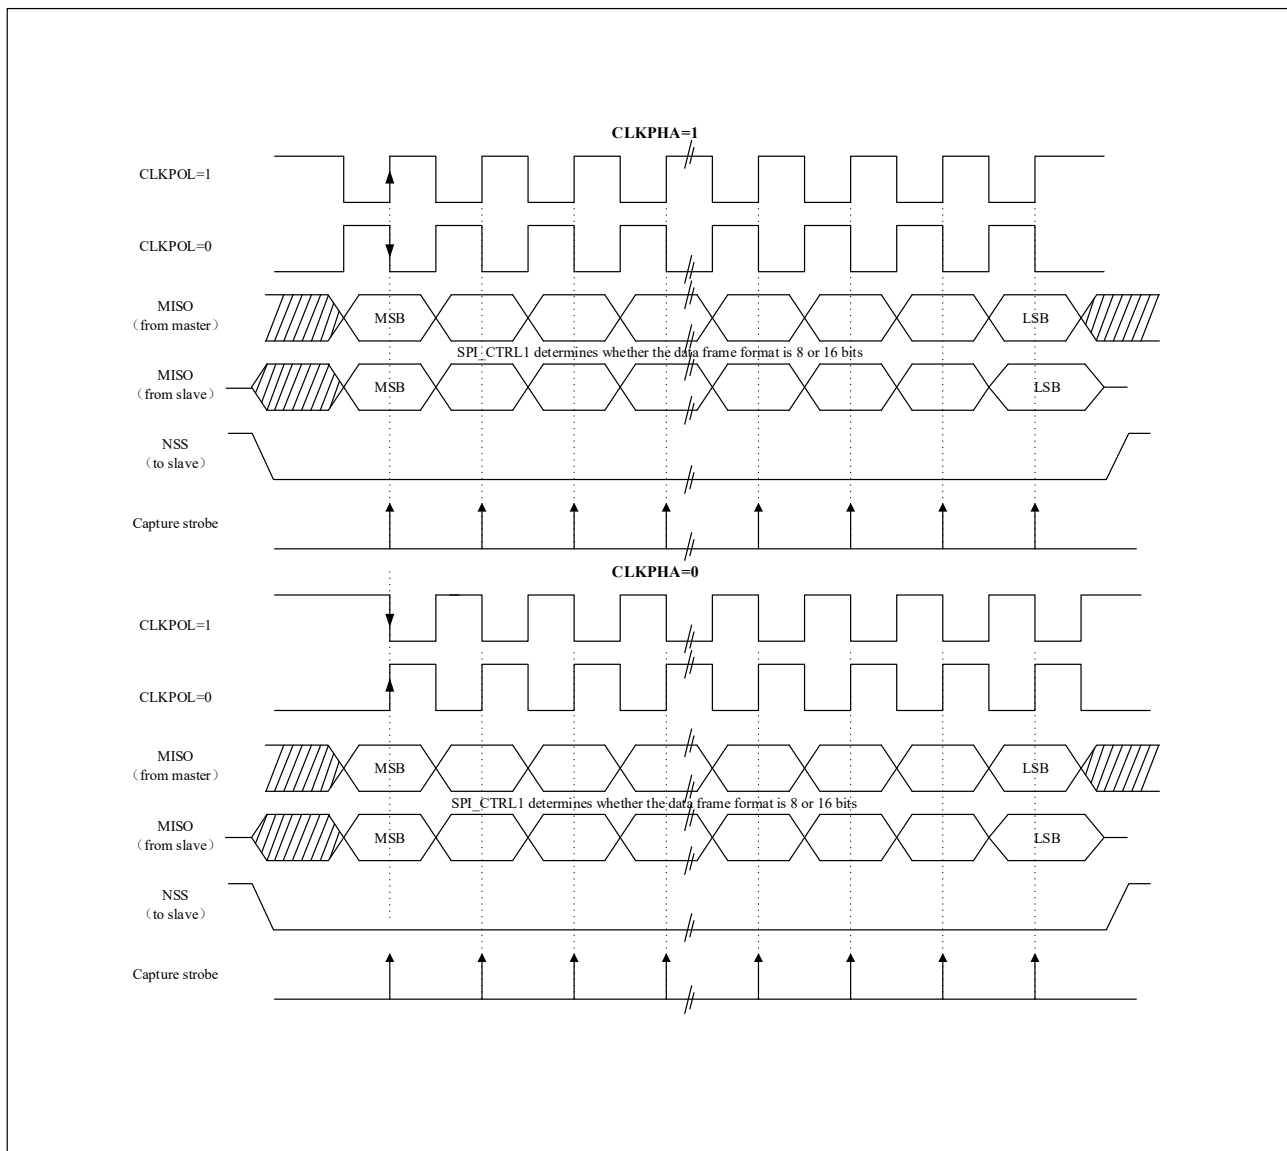 CLKPHA=1
CLKPOL=1
CLKPOL=0
MISO
（from master）
MSB
LSB
SPI_CTRL1 determines whether the data frame format is 8 or 16 bits
MISO
（from slave）
MSB
LSB
NSS
（to slave）
Capture strobe
CLKPHA=0
CLKPOL=1
CLKPOL=0
MISO
（from master）
MSB
LSB
SPI_CTRL1 determines whether the data frame format is 8 or 16 bits
MISO
（from slave）
MSB
LSB
NSS
（to slave）
Capture strobe